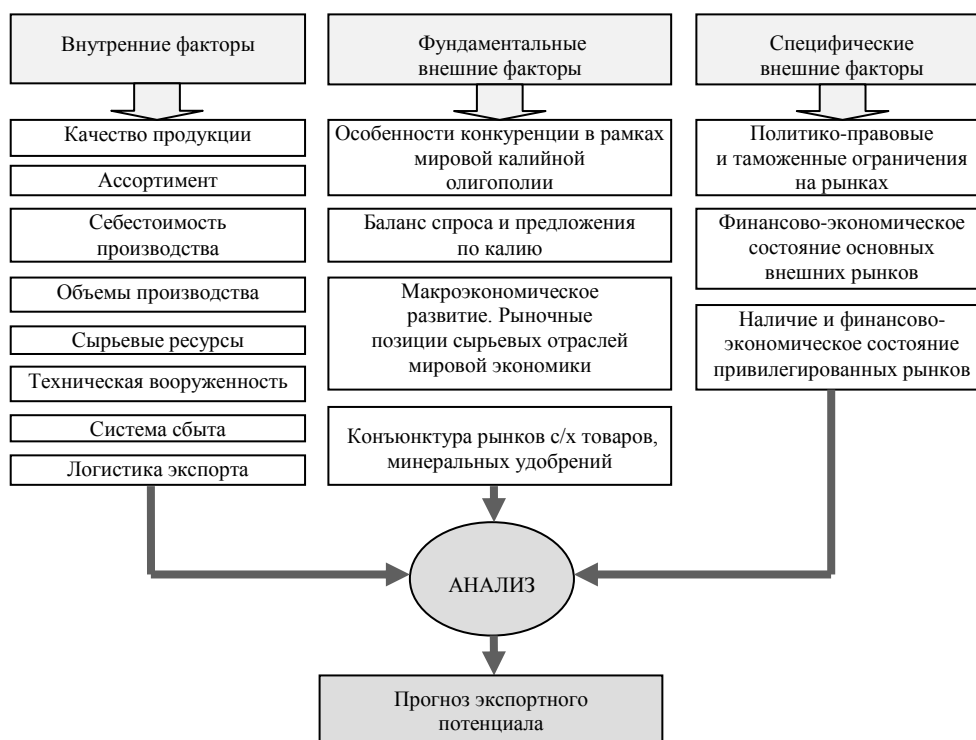 Внутренние факторы
Качество продукции
Ассортимент
Себестоимость
производства
Объемы производства
Сырьевые ресурсы
Техническая вооруженность
Система сбыта
Логистика экспорта
Фундаментальные
внешние факторы
Особенности конкуренции в рамках
мировой калийной
олигополии
Баланс спроса и предложения
по калию
Макроэкономическое
развитие. Рыночные
позиции сырьевых отраслей
мировой экономики
Конъюнктура рынков с/х товаров,
минеральных удобрений
Специфические
внешние факторы
Политико-правовые
и таможенные ограничения
на рынках
Финансово-экономическое
состояние основных
внешних рынков
Наличие и финансово-
экономическое состояние
привилегированных рынков
АНАЛИЗ
Прогноз экспортного
потенциала